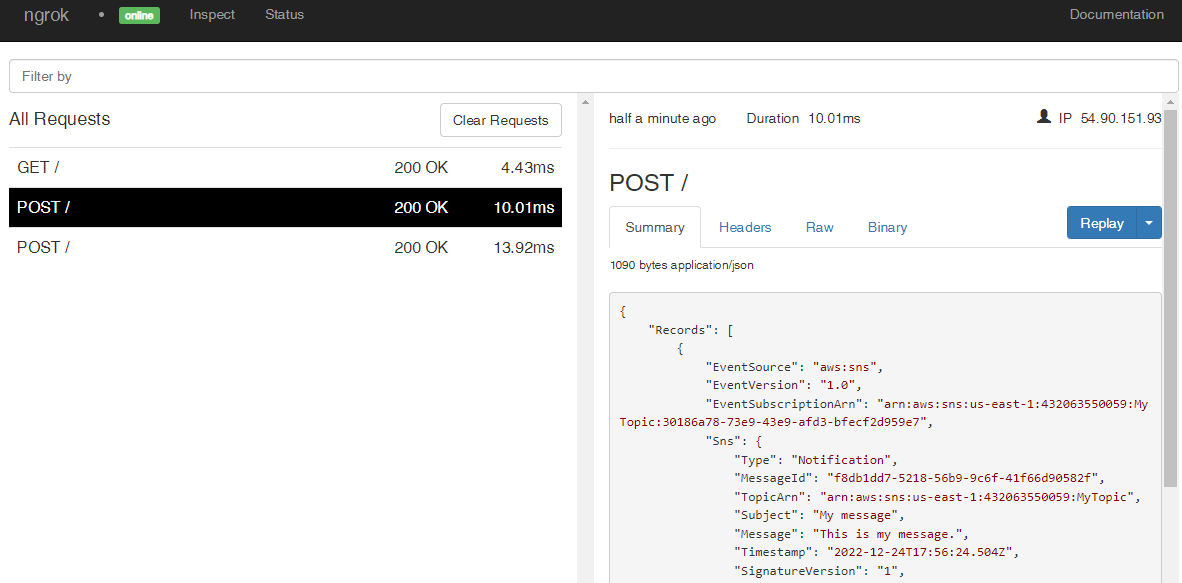 ngrok • online Inspect Status Documentation
Filter by
All Requests Clear Requests
GET / 200 OK 4.43ms
POST / 200 OK 10.01ms
POST / 200 OK 13.92ms
half a minute ago Duration 10.01ms IP 54.90.151.93
POST /
Summary Headers Raw Binary Replay
1090 bytes application/json
{
"Records": [
{
"EventSource": "aws:sns",
"EventVersion": "1.0",
"EventSubscriptionArn": "arn:aws:sns:us-east-1:432063550059:My
Topic:30186a78-73e9-43e9-afd3-bfecf2d959e7",
"Sns": {
"Type": "Notification",
"MessageId": "f8db1dd7-5218-56b9-9c6f-41f66d90582f",
"TopicArn": "arn:aws:sns:us-east-1:432063550059:MyTopic",
"Subject": "My message",
"Message": "This is my message.",
"Timestamp": "2022-12-24T17:56:24.504Z",
"SignatureVersion": "1",